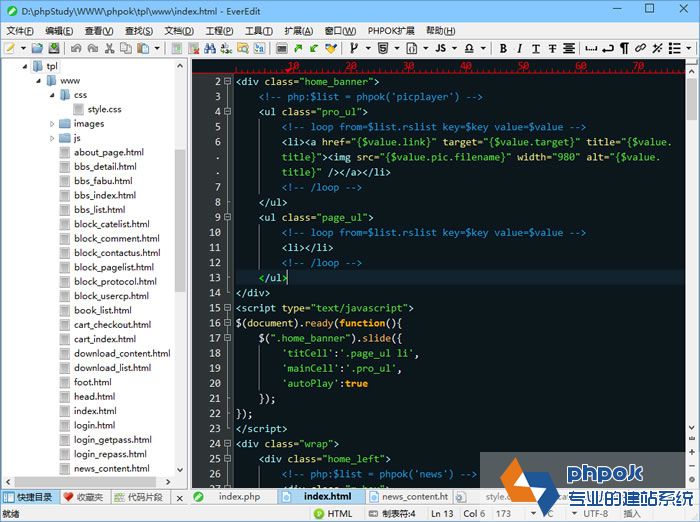 D:\phpStudy\WWW\phpok\tpl\www\index.html - EverEdit
文件(F) 编辑(E) 查看(V) 查找(S) 文档(D) 工程(P) 工具(T) 扩展(A) 窗口(W) PHPOK扩展 帮助(H)
JS B I T T S
tpl
www
css
style.css
images
js
about_page.html
bbs_detail.html
bbs_fabu.html
bbs_index.html
bbs_list.html
block_catelist.html
block_comment.html
block_contactus.html
block_pagelist.html
block_protocol.html
block_usercp.html
book_list.html
cart_checkout.html
cart_index.html
download_content.html
download_list.html
foot.html
head.html
index.html
login.html
login_getpass.html
login_repass.html
news_content.html
快捷目录 收藏夹 代码片段
10 20 30 40 50 60 70
2 <div class="home_banner">
3 <!-- php:$list = phpok('picplayer') -->
4 <ul class="pro_ul">
5 <!-- loop from=$list.rslist key=$key value=$value -->
6 <li><a href="{$value.link}" target="{$value.target}" title="{$value.
. title}"><img src="{$value.pic.filename}" width="980" alt="{$value.
. title}" /></a></li>
7 <!-- /loop -->
8 </ul>
9 <ul class="page_ul">
10 <!-- loop from=$list.rslist key=$key value=$value -->
11 <li></li>
12 <!-- /loop -->
13 </ul>
14 </div>
15 <script type="text/javascript">
16 $(document).ready(function(){
17 $(".home_banner").slide({
18 'titCell':'.page_ul li',
19 'mainCell':'.pro_ul',
20 'autoPlay':true
21 });
22 });
23 </script>
24 <div class="wrap">
25 <div class="home_left">
26 <!-- php:$list = phpok('news') -->
27
index.php index.html news_content.ht style.
phpok
专业的建站系统
就绪 HTML 制表符:4 Ln 13 Col 6 173 PC UTF-8 插入